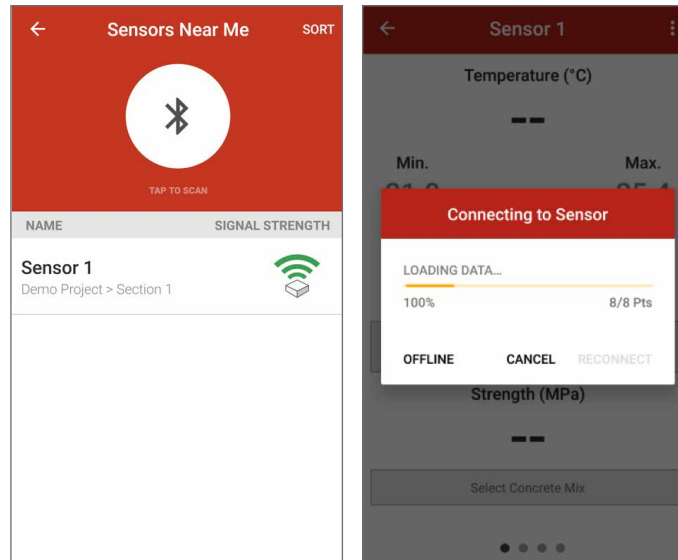 Sensors Near Me
SORT
TAP TO SCAN
NAME
SIGNAL STRENGTH
Sensor 1
Demo Project > Section 1
Sensor 1
Temperature (°C)
--
Min.
Max.
Connecting to Sensor
LOADING DATA...
100%
8/8 Pts
OFFLINE
CANCEL
RECONNECT
Strength (MPa)
--
Select Concrete Mix